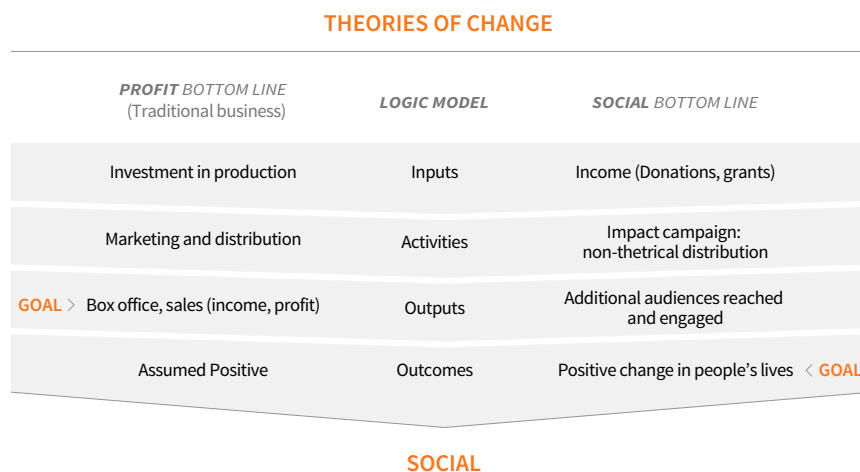 THEORIES OF CHANGE
PROFIT BOTTOM LINE
(Traditional business)
LOGIC MODEL
SOCIAL BOTTOM LINE
Investment in production
Inputs
Income (Donations, grants)
Marketing and distribution
Activities
Impact campaign:
non-thetrical distribution
GOAL > Box office, sales (income, profit)
Outputs
Additional audiences reached
and engaged
Assumed Positive
Outcomes
Positive change in people’s lives < GOAL
SOCIAL